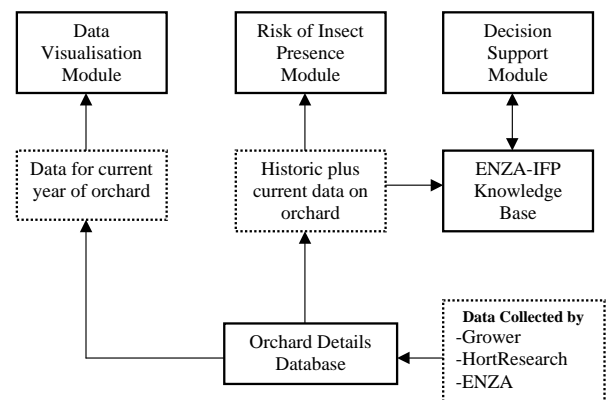 Data
Visualisation
Module
Risk of Insect
Presence
Module
Decision
Support
Module
Data for current
year of orchard
Historic plus
current data on
orchard
ENZA-IFP
Knowledge
Base
Orchard Details
Database
Data Collected by
-Grower
-HortResearch
-ENZA